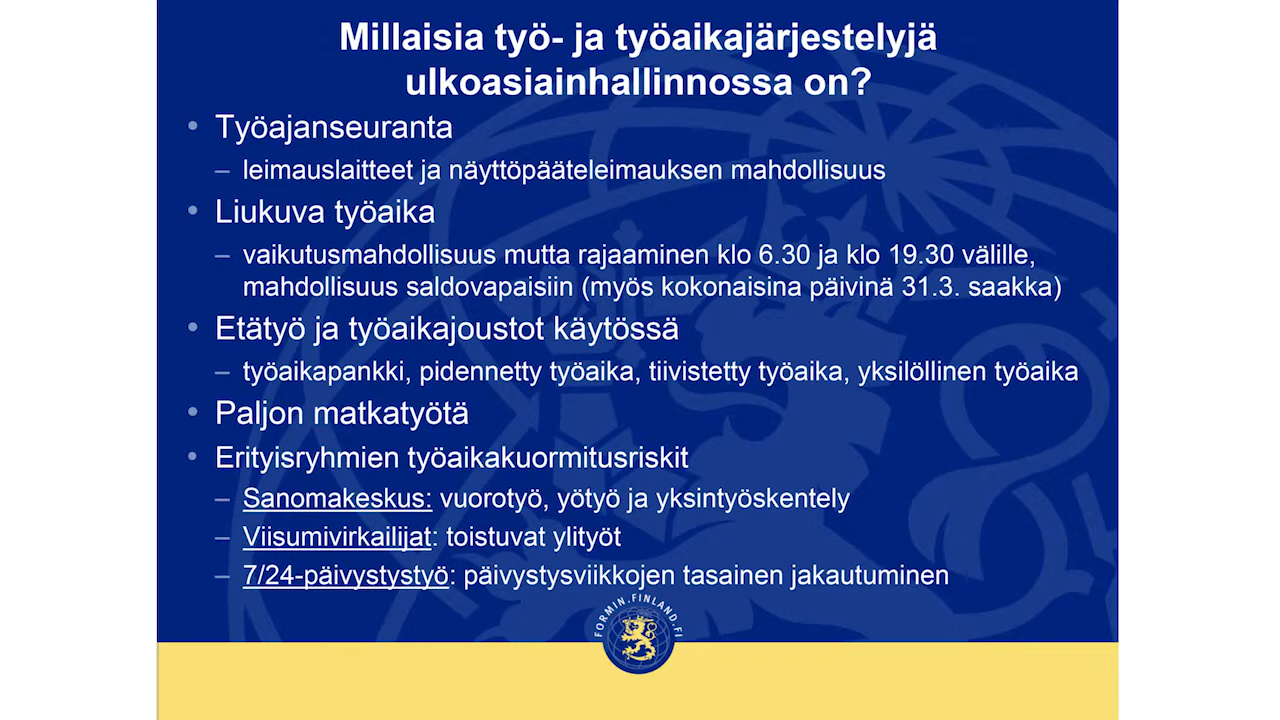 Millaisia työ- ja työaikajärjestelyjä
ulkoasiainhallinnossa on?
• Työajanseuranta
– leimauslaitteet ja näyttöpääteleimauksen mahdollisuus
• Liukuva työaika
– vaikutusmahdollisuus mutta rajaaminen klo 6.30 ja klo 19.30 välille,
mahdollisuus saldovapaisiin (myös kokonaisina päivinä 31.3. saakka)
• Etätyö ja työaikajoustot käytössä
– työaikapankki, pidennetty työaika, tiivistetty työaika, yksilöllinen työaika
• Paljon matkatyötä
• Erityisryhmien työaikakuormitusriskit
– Sanomakeskus: vuorotyö, yötyö ja yksintyöskentely
– Viisumivirkailijat: toistuvat ylityöt
– 7/24-päivystystyö: päivystysviikkojen tasainen jakautuminen
FORMIN.FINLAND.FI